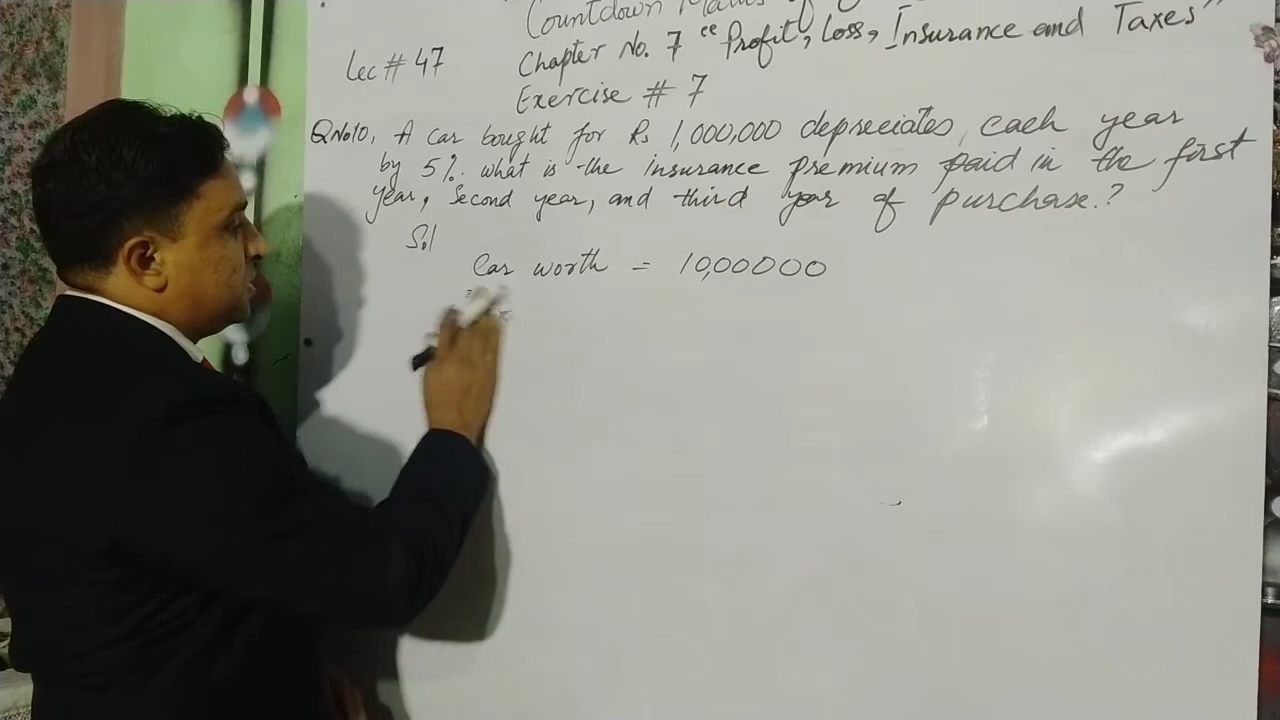 Countdown Maths
Lec # 47
Chapter No. 7 "Profit, Loss, Insurance and Taxes"
Exercise # 7
QNo10, A car bought for Rs 1,000,000 depreciates, each year
by 5%. what is the insurance premium paid in the first
year, Second year, and third year of purchase.?
Sol
Car worth = 10,00000